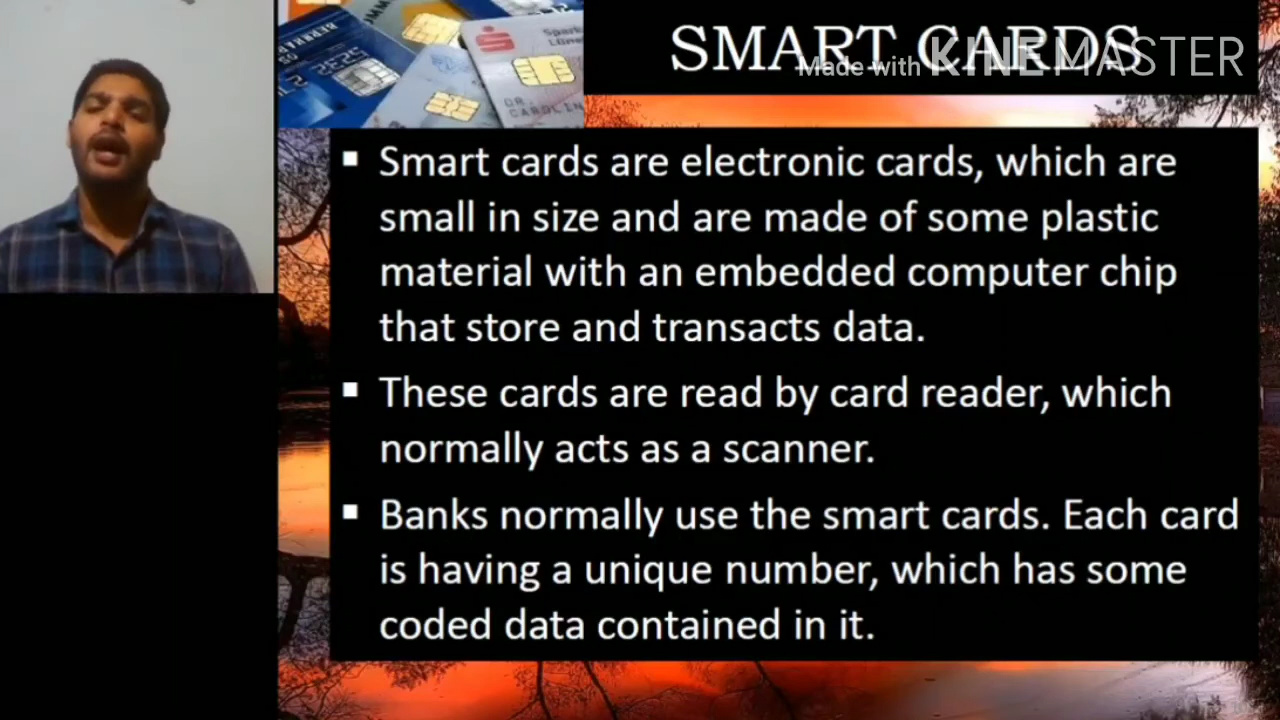 SMART CARDS
Made with KINEMASTER
Spark
DR.
CAROLIN
▪ Smart cards are electronic cards, which are
small in size and are made of some plastic
material with an embedded computer chip
that store and transacts data.
▪ These cards are read by card reader, which
normally acts as a scanner.
▪ Banks normally use the smart cards. Each card
is having a unique number, which has some
coded data contained in it.